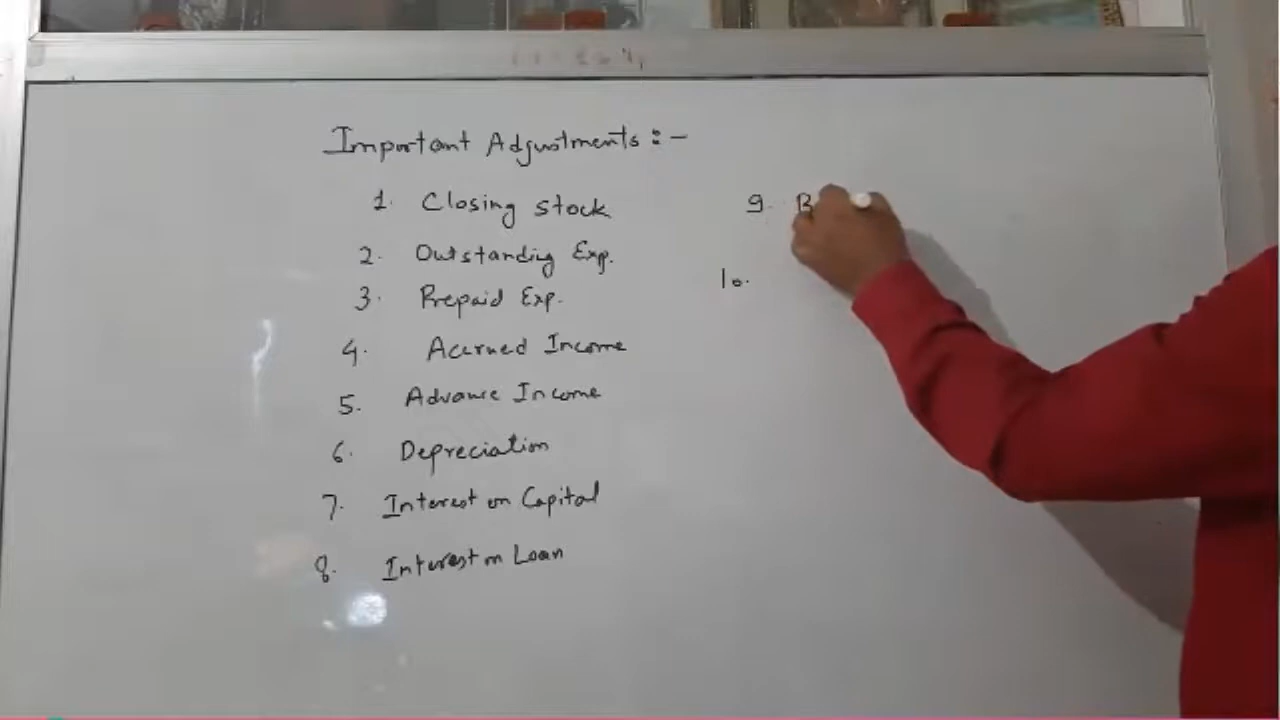 Important Adjustments :-
1. Closing stock
2. Outstanding Exp.
3. Prepaid Exp.
4. Accrued Income
5. Advance Income
6. Depreciation
7. Interest on Capital
8. Interest on Loan
9. B
10.